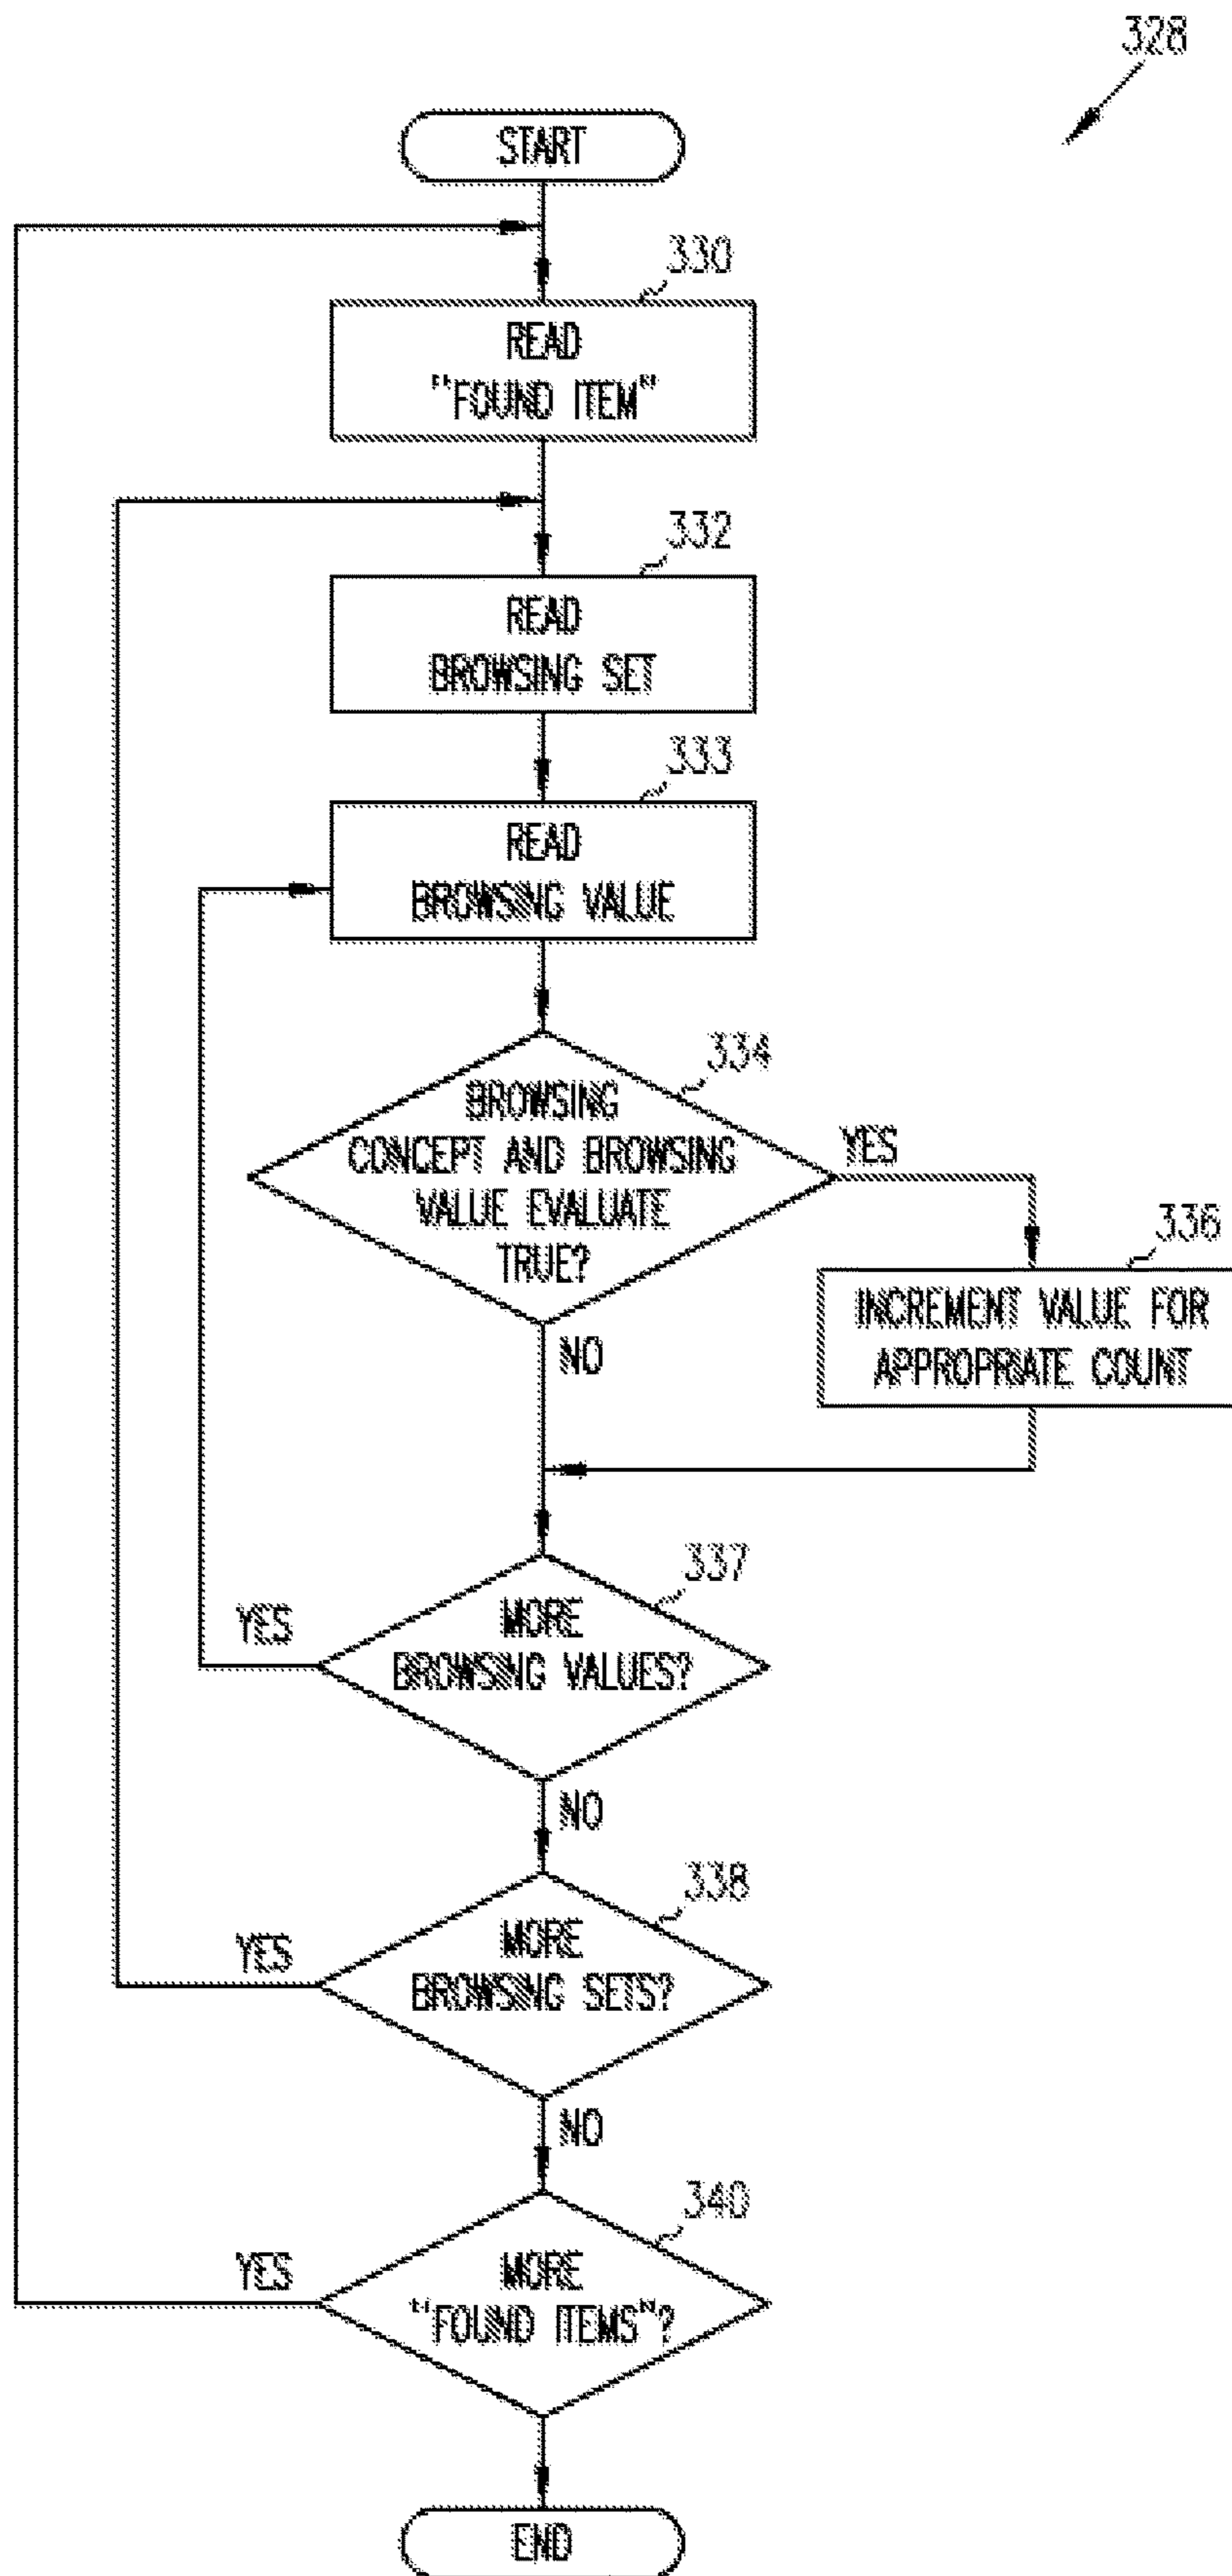 328
START
330
READ
"FOUND ITEM"
332
READ
BROWSING SET
333
READ
BROWSING VALUE
334
BROWSING
CONCEPT AND BROWSING
VALUE EVALUATE
TRUE?
YES
336
INCREMENT VALUE FOR
APPROPRIATE COUNT
NO
337
MORE
BROWSING VALUES?
YES
NO
338
MORE
BROWSING SETS?
YES
NO
340
MORE
"FOUND ITEMS"?
YES
END